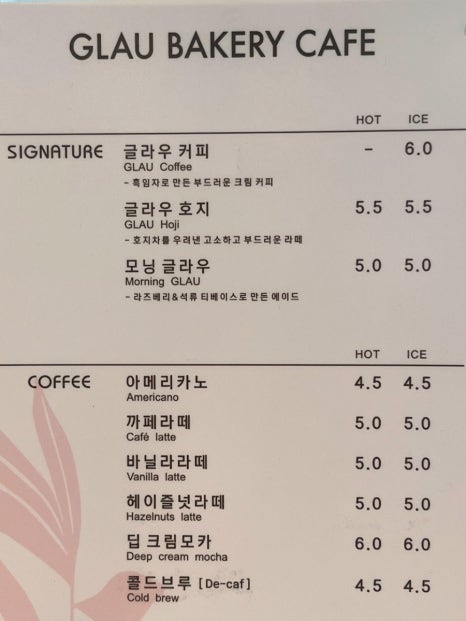 GLAU BAKERY CAFE
HOT ICE
SIGNATURE 글라우 커피 - 6.0
GLAU Coffee
- 흑임자로 만든 부드러운 크림 커피
글라우 호지 5.5 5.5
GLAU Hoji
- 호지차를 우려낸 고소하고 부드러운 라떼
모닝 글라우 5.0 5.0
Morning GLAU
- 라즈베리&석류 티베이스로 만든 에이드
HOT ICE
COFFEE 아메리카노 4.5 4.5
Americano
까페라떼 5.0 5.0
Café latte
바닐라라떼 5.0 5.0
Vanilla latte
헤이즐넛라떼 5.0 5.0
Hazelnuts latte
딥 크림모카 6.0 6.0
Deep cream mocha
콜드브루 [De-caf] 4.5 4.5
Cold brew